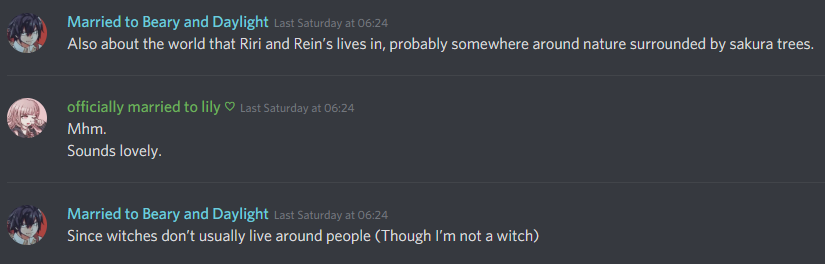 Married to Beary and Daylight Last Saturday at 06:24
Also about the world that Riri and Rein's lives in, probably somewhere around nature surrounded by sakura trees.
officially married to lily ♡ Last Saturday at 06:24
Mhm.
Sounds lovely.
Married to Beary and Daylight Last Saturday at 06:24
Since witches don't usually live around people (Though I'm not a witch)